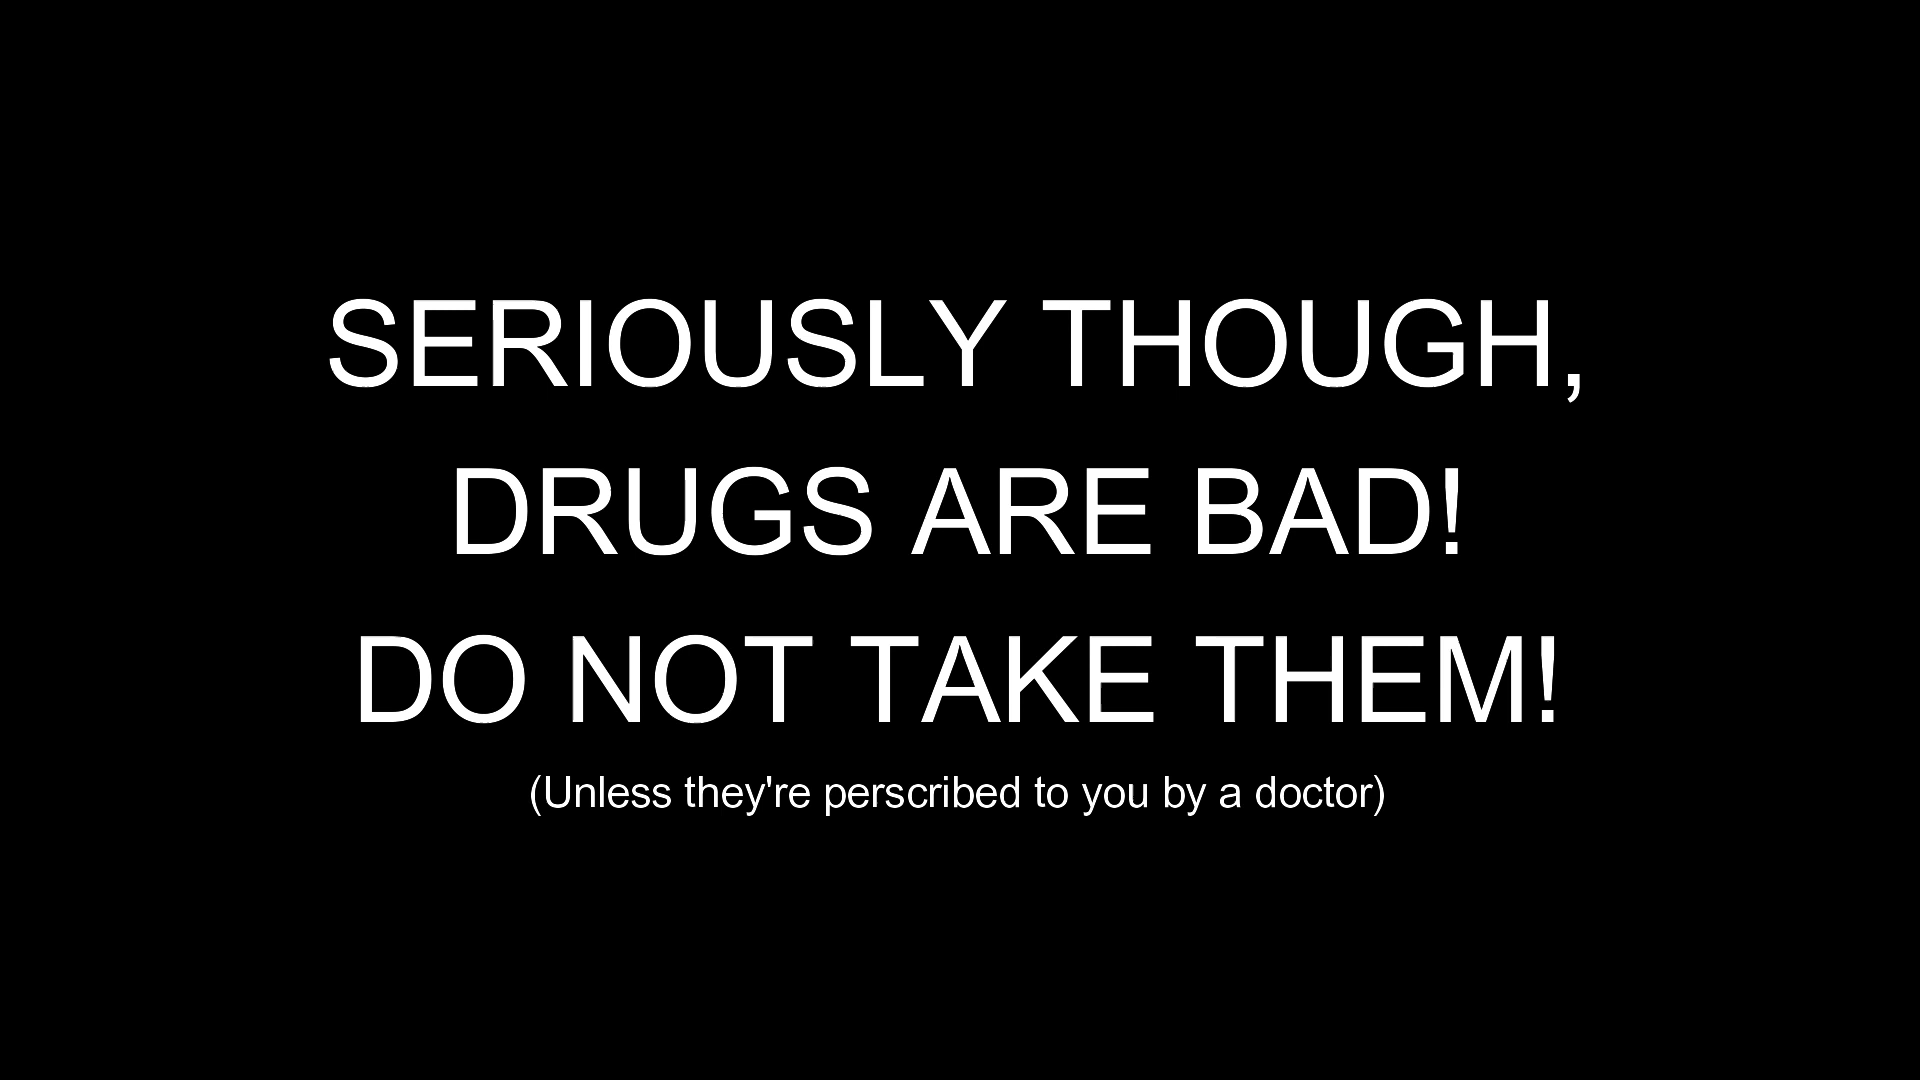 SERIOUSLY THOUGH,
DRUGS ARE BAD!
DO NOT TAKE THEM!
(Unless they're perscribed to you by a doctor)